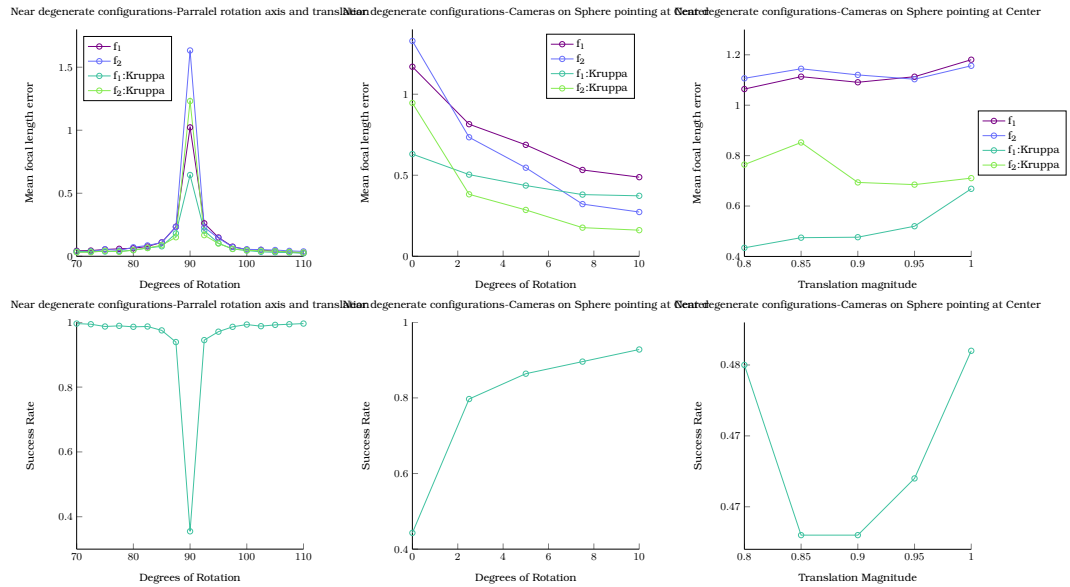 Near degenerate configurations-Parralel rotation axis and translation
f1
f2
f1:Kruppa
f2:Kruppa
Mean focal length error
0
0.5
1
1.5
70
80
90
100
110
Degrees of Rotation
Near degenerate configurations-Cameras on Sphere pointing at Center
f1
f2
f1:Kruppa
f2:Kruppa
Mean focal length error
0
0.5
1
0
2
4
6
8
10
Degrees of Rotation
Near degenerate configurations-Cameras on Sphere pointing at Center
f1
f2
f1:Kruppa
f2:Kruppa
Mean focal length error
0.4
0.6
0.8
1
1.2
0.8
0.85
0.9
0.95
1
Translation magnitude
Near degenerate configurations-Parralel rotation axis and translation
Success Rate
0.4
0.6
0.8
1
70
80
90
100
110
Degrees of Rotation
Near degenerate configurations-Cameras on Sphere pointing at Center
Success Rate
0.4
0.6
0.8
1
0
2
4
6
8
10
Degrees of Rotation
Near degenerate configurations-Cameras on Sphere pointing at Center
Success Rate
0.47
0.47
0.48
0.8
0.85
0.9
0.95
1
Translation Magnitude